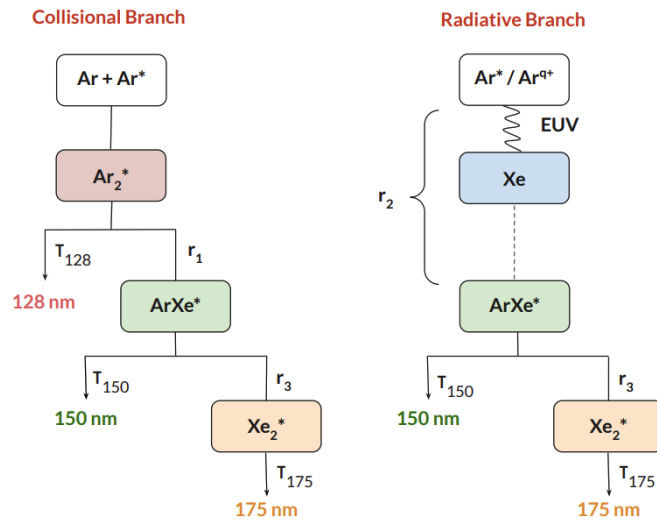 Collisional Branch
Ar + Ar*
Ar₂*
T₁₂₈
r₁
128 nm
ArXe*
T₁₅₀
r₃
150 nm
Xe₂*
T₁₇₅
175 nm
Radiative Branch
Ar* / Ar^q+
EUV
r₂
Xe
ArXe*
T₁₅₀
r₃
150 nm
Xe₂*
T₁₇₅
175 nm